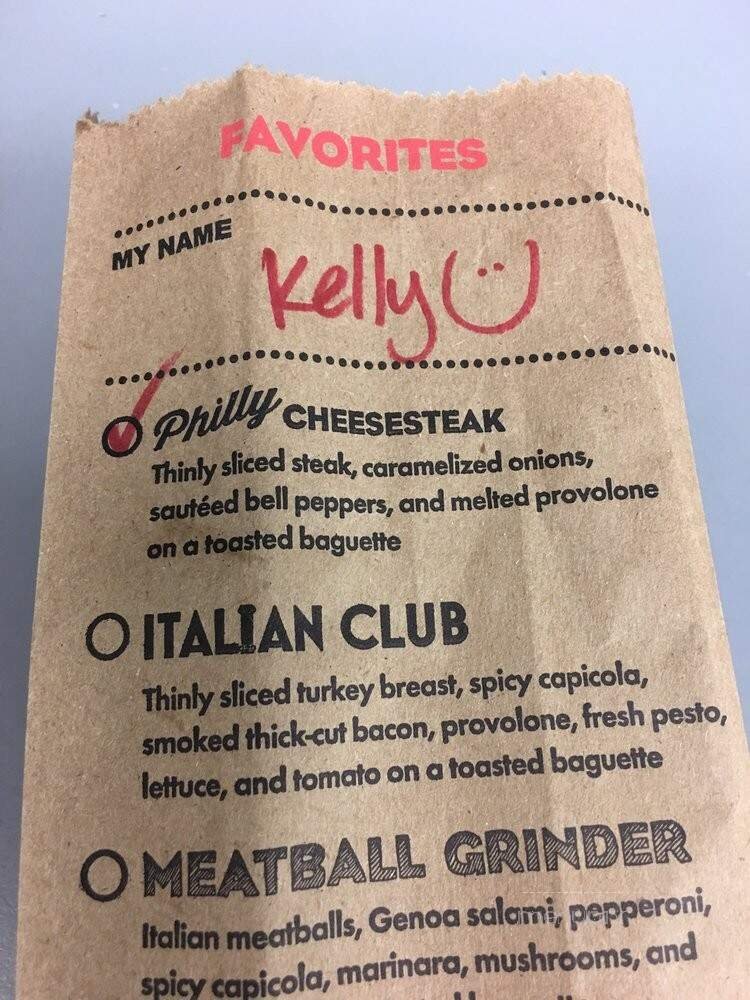 FAVORITES
MY NAME
Kelly
Philly CHEESESTEAK
Thinly sliced steak, caramelized onions,
sautéed bell peppers, and melted provolone
on a toasted baguette
ITALIAN CLUB
Thinly sliced turkey breast, spicy capicola,
smoked thick-cut bacon, provolone, fresh pesto,
lettuce, and tomato on a toasted baguette
MEATBALL GRINDER
Italian meatballs, Genoa salami, pepperoni,
spicy capicola, marinara, mushrooms, and